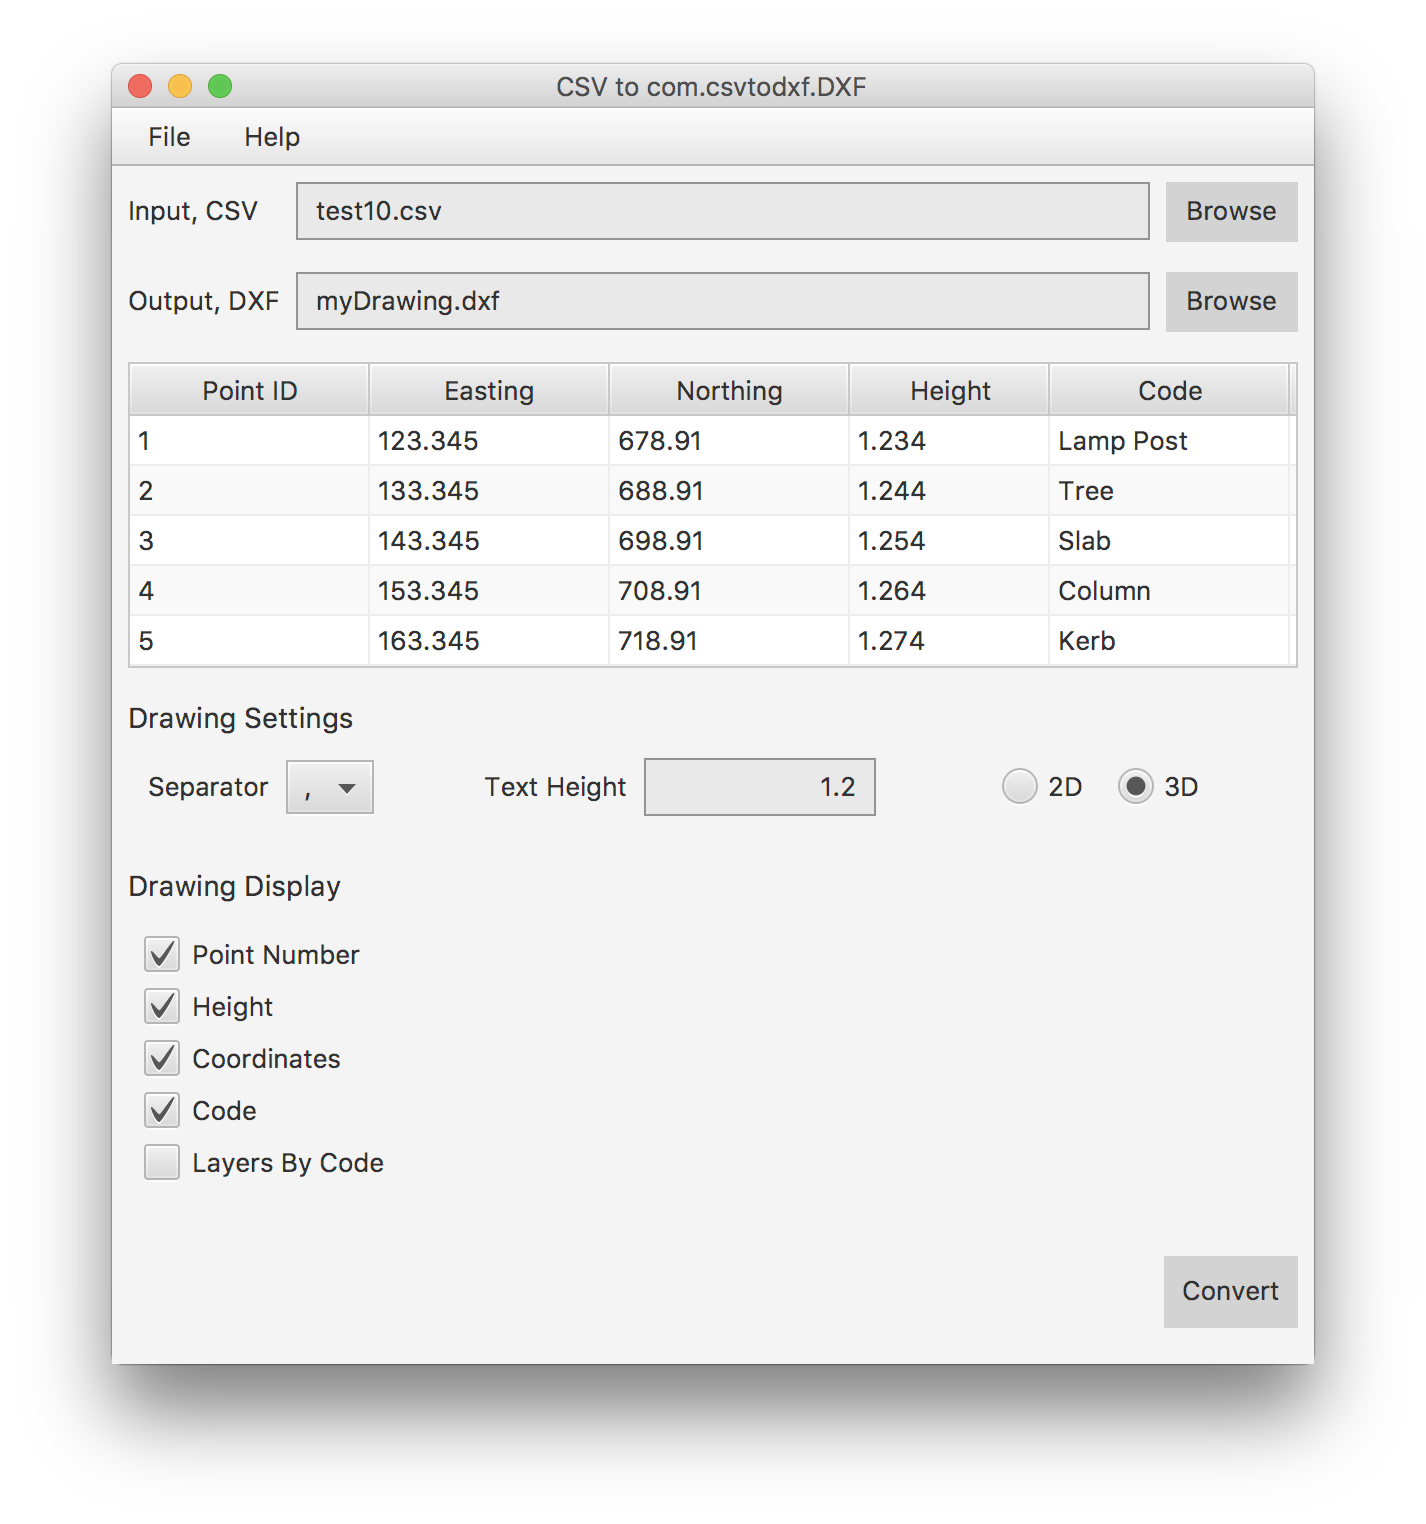 CSV to com.csvtodxf.DXF
File Help
Input, CSV test10.csv Browse
Output, DXF myDrawing.dxf Browse
Point ID Easting Northing Height Code
1 123.345 678.91 1.234 Lamp Post
2 133.345 688.91 1.244 Tree
3 143.345 698.91 1.254 Slab
4 153.345 708.91 1.264 Column
5 163.345 718.91 1.274 Kerb
Drawing Settings
Separator , Text Height 1.2 2D 3D
Drawing Display
Point Number
Height
Coordinates
Code
Layers By Code
Convert